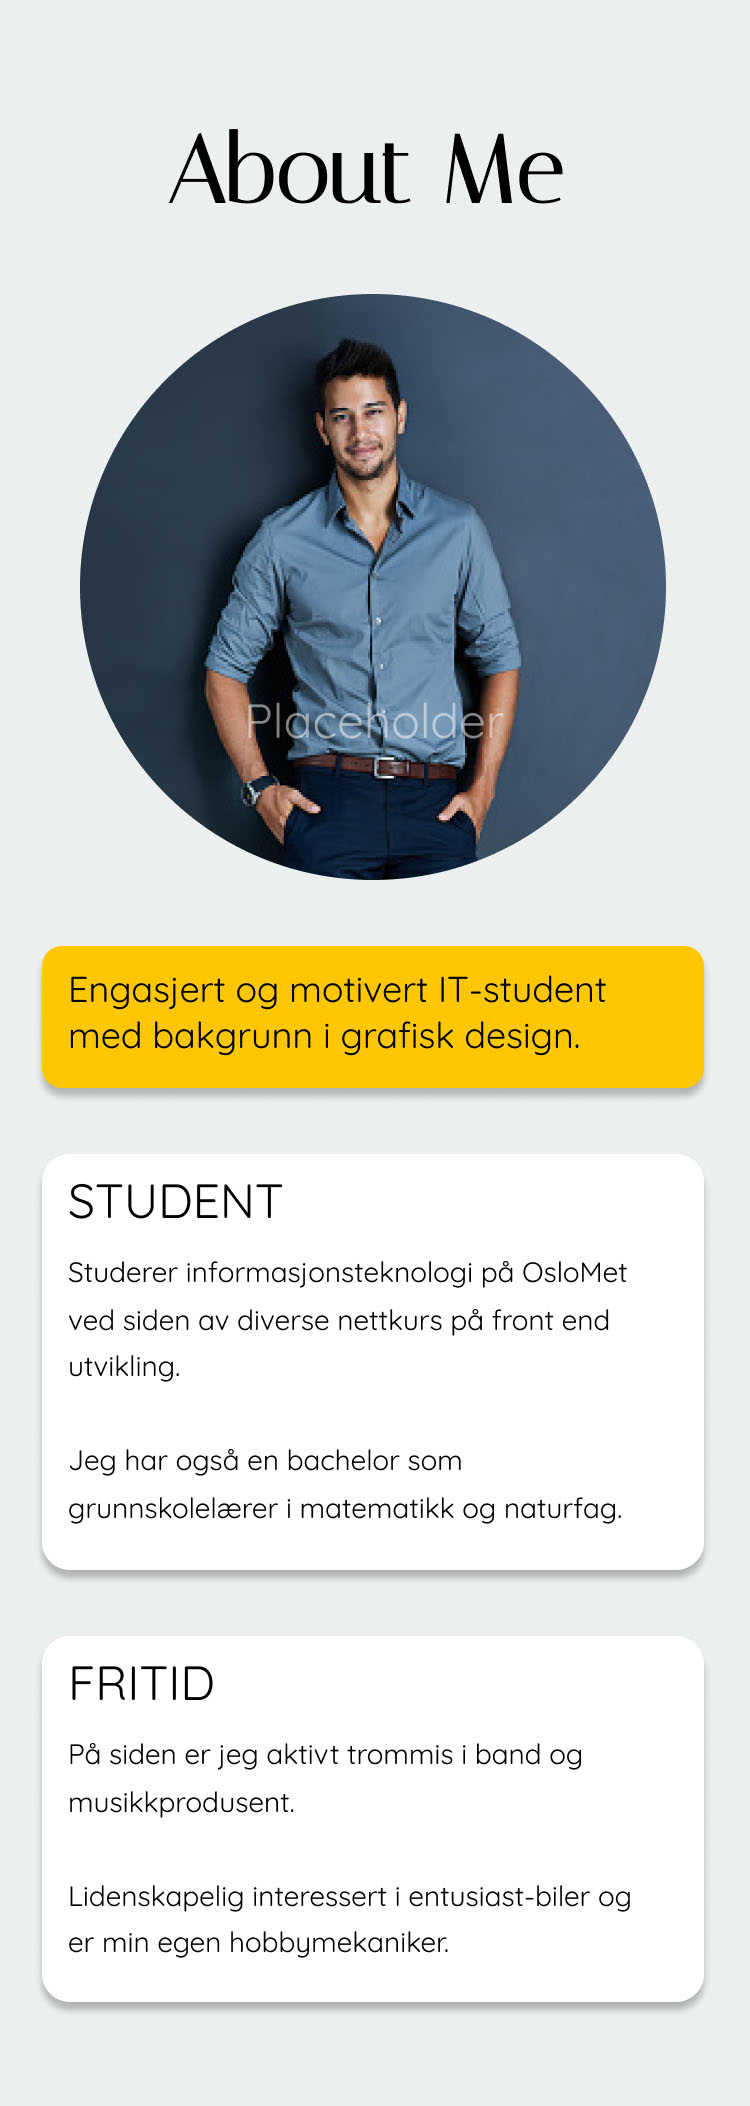 About Me
Placeholder
Engasjert og motivert IT-student
med bakgrunn i grafisk design.
STUDENT
Studerer informasjonsteknologi på OsloMet
ved siden av diverse nettkurs på front end
utvikling.
Jeg har også en bachelor som
grunnskolelærer i matematikk og naturfag.
FRITID
På siden er jeg aktivt trommis i band og
musikkprodusent.
Lidenskapelig interessert i entusiast-biler og
er min egen hobbymekaniker.